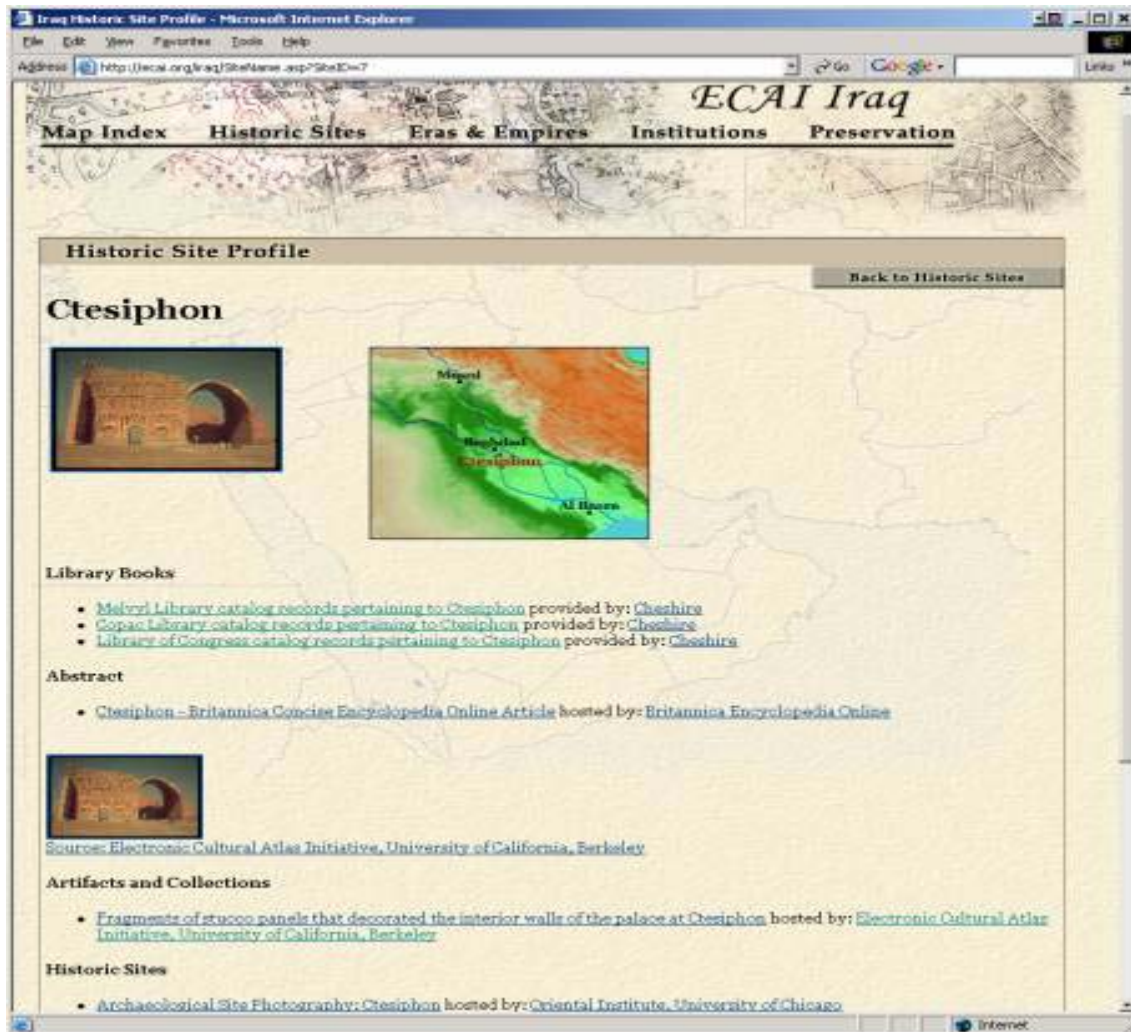 Iraq Historic Site Profile - Microsoft Internet Explorer
File Edit View Favorites Tools Help
Address http://ecai.org/iraq/SiteName.asp?SiteID=7 Go Google Links »
ECAI Iraq
Map Index Historic Sites Eras & Empires Institutions Preservation
Historic Site Profile
Back to Historic Sites
Ctesiphon
Mosul
Baghdad
Ctesiphon
Al Basra
Library Books
• Melvyl Library catalog records pertaining to Ctesiphon provided by: Cheshire
• Copac Library catalog records pertaining to Ctesiphon provided by: Cheshire
• Library of Congress catalog records pertaining to Ctesiphon provided by: Cheshire
Abstract
• Ctesiphon - Britannica Concise Encyclopedia Online Article hosted by: Britannica Encyclopedia Online
Source: Electronic Cultural Atlas Initiative, University of California, Berkeley
Artifacts and Collections
• Fragments of stucco panels that decorated the interior walls of the palace at Ctesiphon hosted by: Electronic Cultural Atlas
Initiative, University of California, Berkeley
Historic Sites
• Archaeological Site Photography: Ctesiphon hosted by: Oriental Institute, University of Chicago
Internet